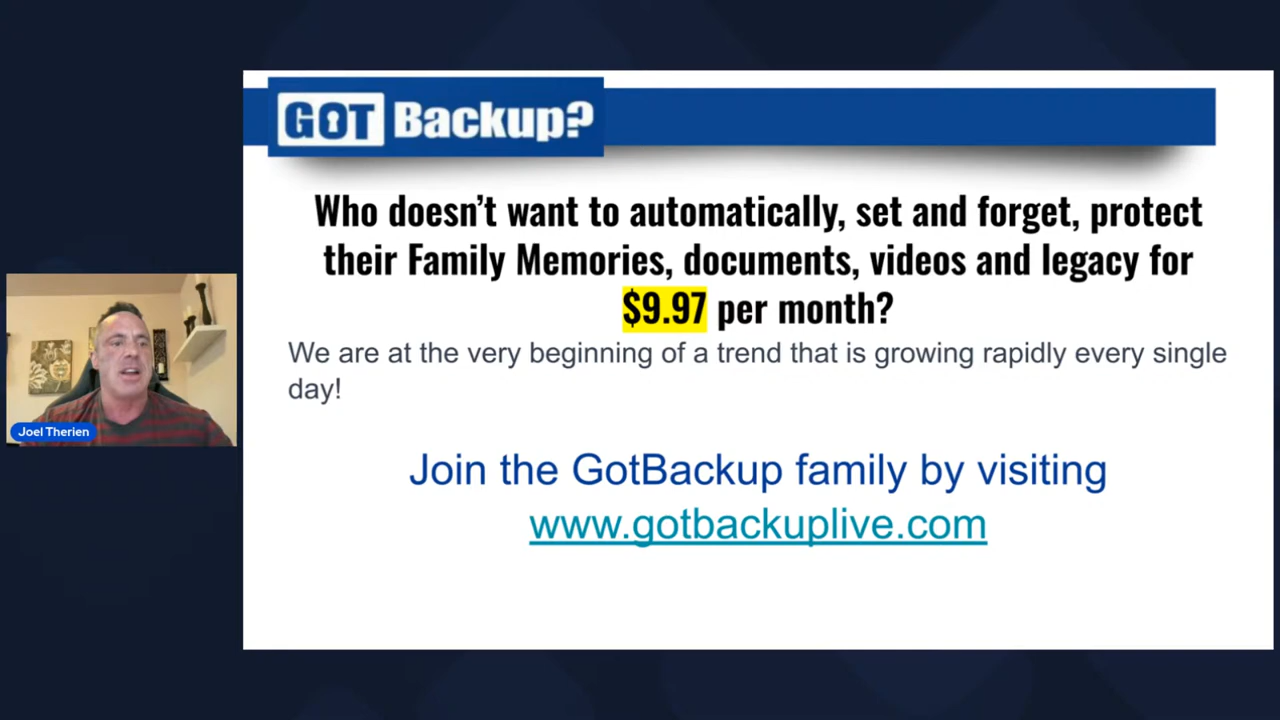 GOT Backup?
Who doesn’t want to automatically, set and forget, protect
their Family Memories, documents, videos and legacy for
$9.97 per month?
We are at the very beginning of a trend that is growing rapidly every single
day!
Join the GotBackup family by visiting
www.gotbackuplive.com
Joel Therien